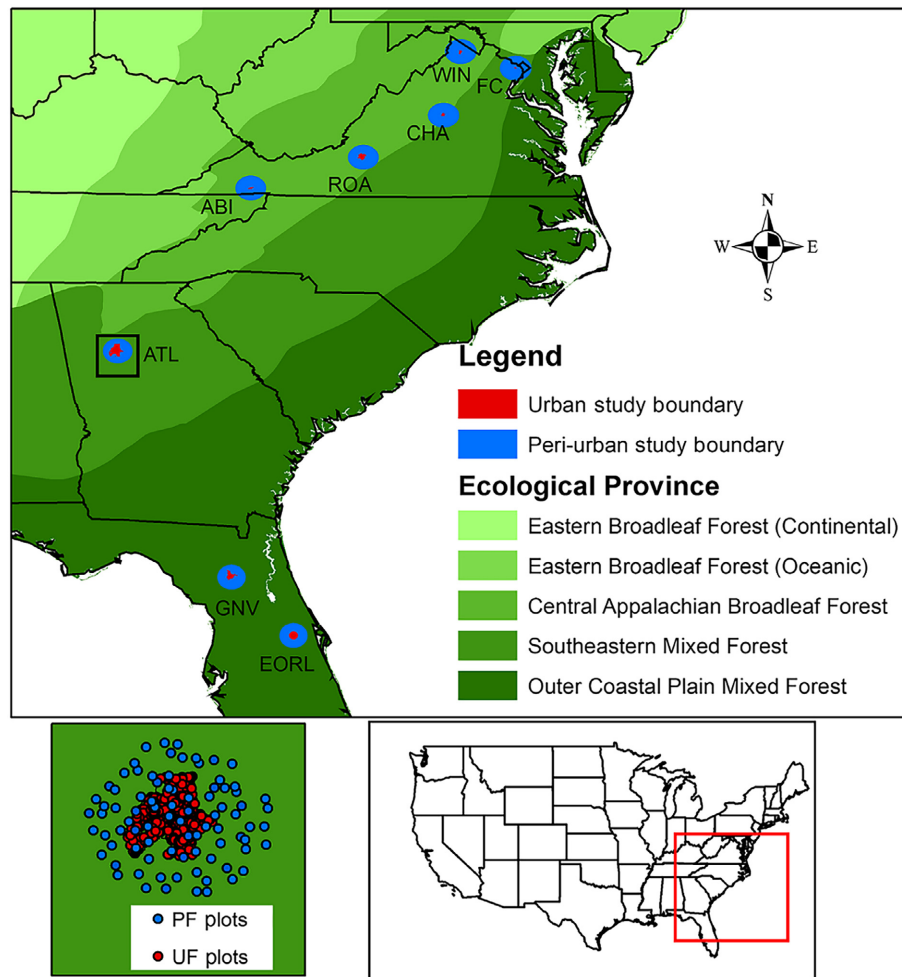 WIN
FC
CHA
ROA
ABI
N
W E
S
ATL
Legend
Urban study boundary
Peri-urban study boundary
Ecological Province
Eastern Broadleaf Forest (Continental)
Eastern Broadleaf Forest (Oceanic)
Central Appalachian Broadleaf Forest
Southeastern Mixed Forest
Outer Coastal Plain Mixed Forest
GNV
EORL
PF plots
UF plots